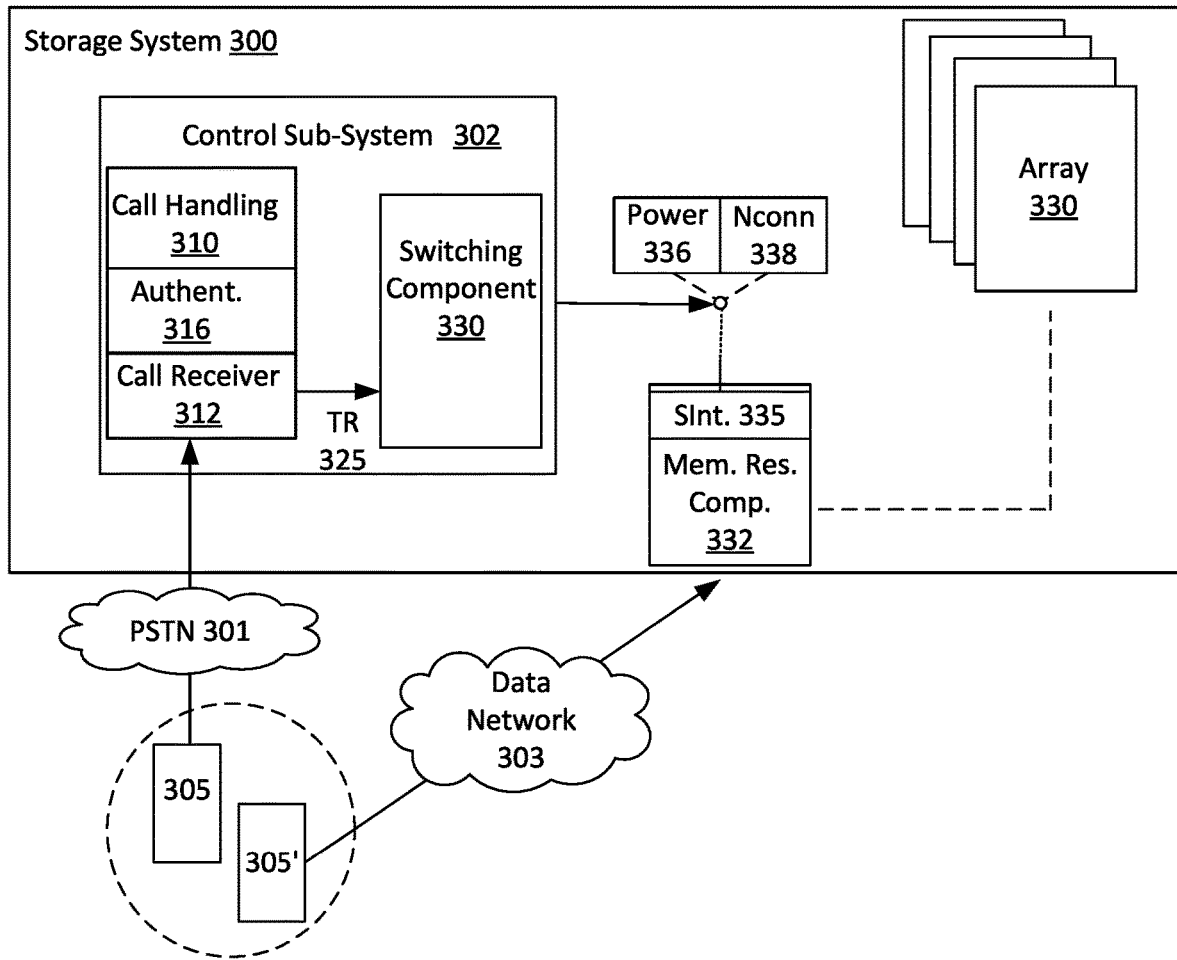 Storage System 300
Control Sub-System 302
Call Handling
310
Authent.
316
Call Receiver
312
TR
325
Switching
Component
330
Power
336
Nconn
338
SInt. 335
Mem. Res.
Comp.
332
Array
330
PSTN 301
Data
Network
303
305
305'